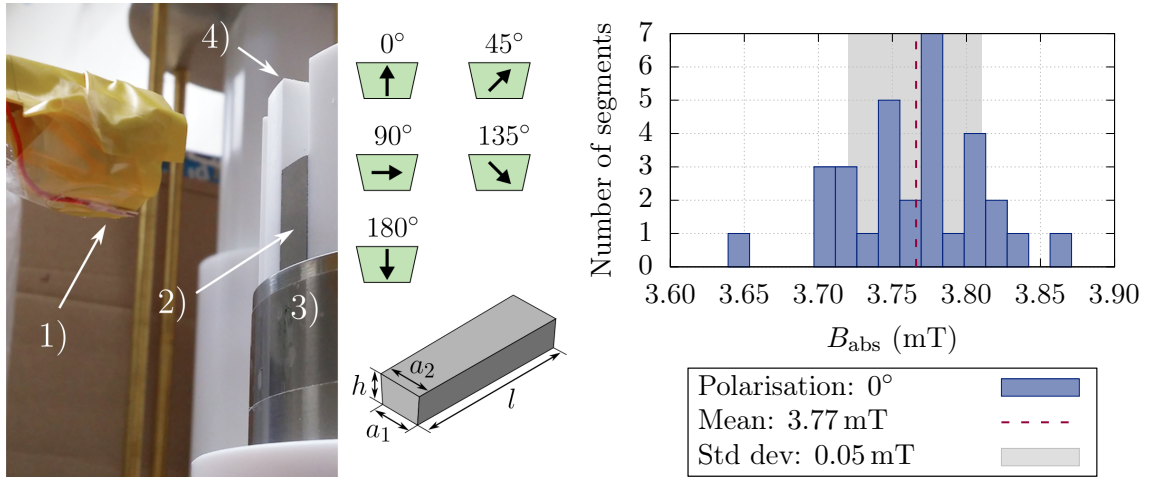 1)
2)
3)
4)
0°
45°
90°
135°
180°
h
a₂
a₁
l
Number of segments
7
6
5
4
3
2
1
0
3.60 3.65 3.70 3.75 3.80 3.85 3.90
B_abs (mT)
Polarisation: 0°
Mean: 3.77 mT
Std dev: 0.05 mT